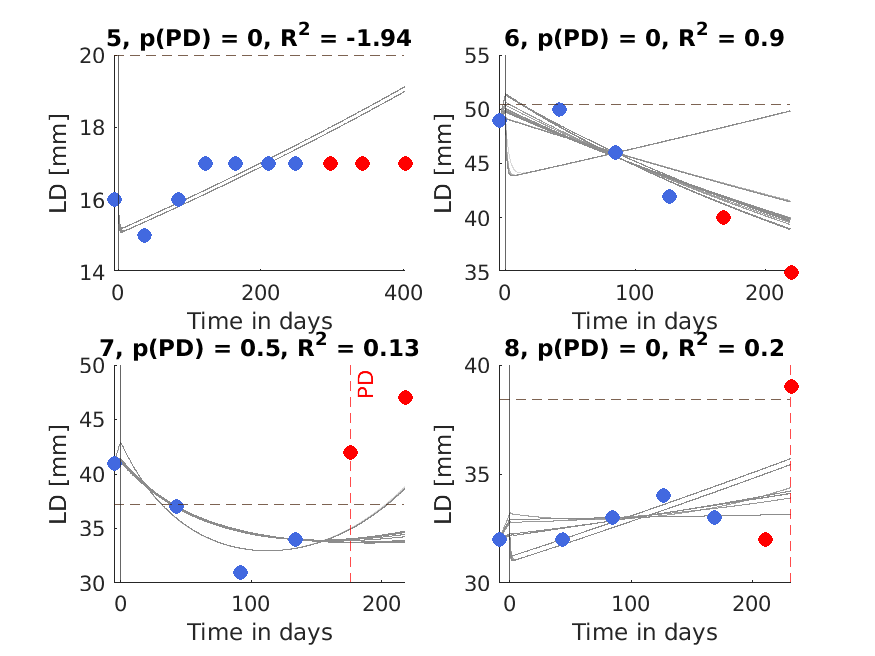 5, p(PD) = 0, R² = -1.94
20
18
16
14
LD [mm]
0
200
400
Time in days
6, p(PD) = 0, R² = 0.9
55
50
45
40
35
LD [mm]
0
100
200
Time in days
7, p(PD) = 0.5, R² = 0.13
50
45
40
35
30
LD [mm]
PD
0
100
200
Time in days
8, p(PD) = 0, R² = 0.2
40
35
30
LD [mm]
0
100
200
Time in days